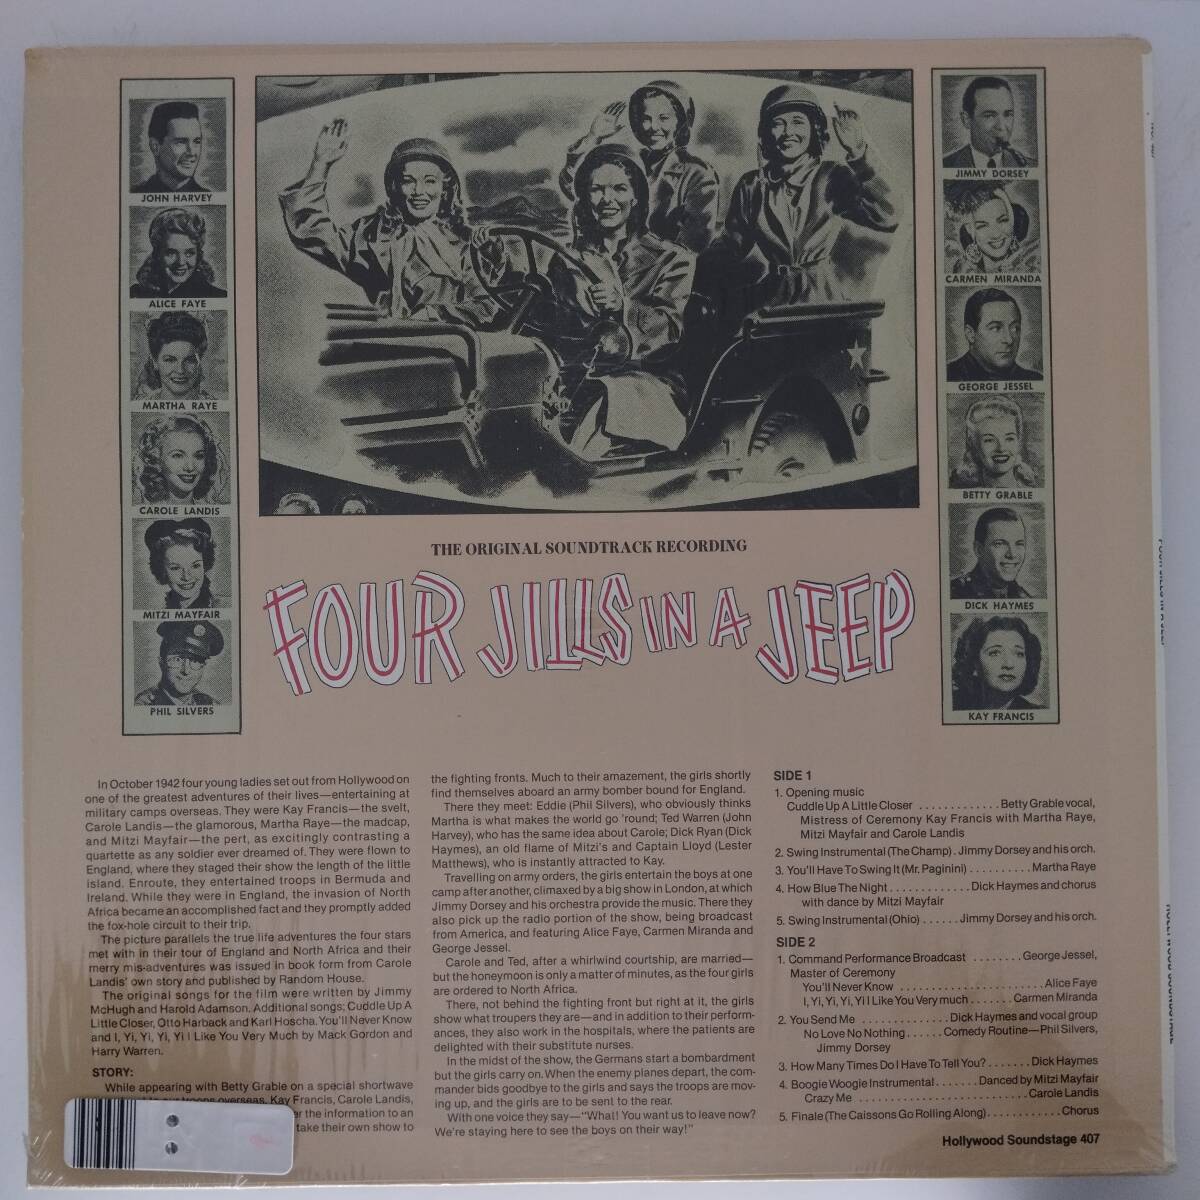 JOHN HARVEY
ALICE FAYE
MARTHA RAYE
CAROLE LANDIS
MITZI MAYFAIR
PHIL SILVERS
JIMMY DORSEY
CARMEN MIRANDA
GEORGE JESSEL
BETTY GRABLE
DICK HAYMES
KAY FRANCIS
THE ORIGINAL SOUNDTRACK RECORDING
FOUR JILLS IN A JEEP
In October 1942 four young ladies set out from Hollywood on
one of the greatest adventures of their lives—entertaining at
military camps overseas. They were Kay Francis—the svelt,
Carole Landis—the glamorous, Martha Raye—the madcap,
and Mitzi Mayfair—the pert, as excitingly contrasting a
quartette as any soldier ever dreamed of. They were flown to
England, where they staged their show the length of the little
island. Enroute, they entertained troops in Bermuda and
Ireland. While they were in England, the invasion of North
Africa became an accomplished fact and they promptly added
the fox-hole circuit to their trip.
The picture parallels the true life adventures the four stars
met with in their tour of England and North Africa and their
merry mis-adventures was issued in book form from Carole
Landis' own story and published by Random House.
The original songs for the film were written by Jimmy
McHugh and Harold Adamson. Additional songs; Cuddle Up A
Little Closer, Otto Harback and Karl Hoscha. You'll Never Know
and I, Yi, Yi, Yi, Yi I Like You Very Much by Mack Gordon and
Harry Warren.
STORY:
While appearing with Betty Grable on a special shortwave
overseas, Kay Francis, Carole Landis,
the information to an
take their own show to
the fighting fronts. Much to their amazement, the girls shortly
find themselves aboard an army bomber bound for England.
There they meet: Eddie (Phil Silvers), who obviously thinks
Martha is what makes the world go 'round; Ted Warren (John
Harvey), who has the same idea about Carole; Dick Ryan (Dick
Haymes), an old flame of Mitzi's and Captain Lloyd (Lester
Matthews), who is instantly attracted to Kay.
Travelling on army orders, the girls entertain the boys at one
camp after another, climaxed by a big show in London, at which
Jimmy Dorsey and his orchestra provide the music. There they
also pick up the radio portion of the show, being broadcast
from America, and featuring Alice Faye, Carmen Miranda and
George Jessel.
Carole and Ted, after a whirlwind courtship, are married—
but the honeymoon is only a matter of minutes, as the four girls
are ordered to North Africa.
There, not behind the fighting front but right at it, the girls
show what troupers they are—and in addition to their perform-
ances, they also work in the hospitals, where the patients are
delighted with their substitute nurses.
In the midst of the show, the Germans start a bombardment
but the girls carry on. When the enemy planes depart, the com-
mander bids goodbye to the girls and says the troops are mov-
ing up, and the girls are to be sent to the rear.
With one voice they say—"What! You want us to leave now?
We're staying here to see the boys on their way!"
SIDE 1
1. Opening music
Cuddle Up A Little Closer ............. Betty Grable vocal,
Mistress of Ceremony Kay Francis with Martha Raye,
Mitzi Mayfair and Carole Landis
2. Swing Instrumental (The Champ) . Jimmy Dorsey and his orch.
3. You'll Have To Swing It (Mr. Paginini) .......... Martha Raye
4. How Blue The Night ............. Dick Haymes and chorus
with dance by Mitzi Mayfair
5. Swing Instrumental (Ohio) ...... Jimmy Dorsey and his orch.
SIDE 2
1. Command Performance Broadcast ........ George Jessel,
Master of Ceremony
You'll Never Know ....................... Alice Faye
I, Yi, Yi, Yi, Yi I Like You Very much ....... Carmen Miranda
2. You Send Me .............. Dick Haymes and vocal group
No Love No Nothing ...... Comedy Routine—Phil Silvers,
Jimmy Dorsey
3. How Many Times Do I Have To Tell You? ....... Dick Haymes
4. Boogie Woogie Instrumental ....... Danced by Mitzi Mayfair
Crazy Me ................................. Carole Landis
5. Finale (The Caissons Go Rolling Along) ............ Chorus
Hollywood Soundstage 407